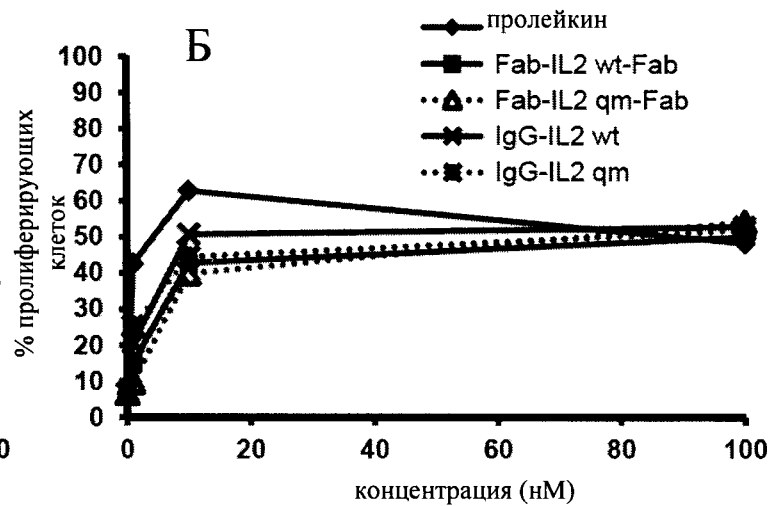 Б
пролейкин
Fab-IL2 wt-Fab
Fab-IL2 qm-Fab
IgG-IL2 wt
IgG-IL2 qm
% пролиферирующих
клеток
100
90
80
70
60
50
40
30
20
10
0
0
0 20 40 60 80 100
концентрация (нМ)